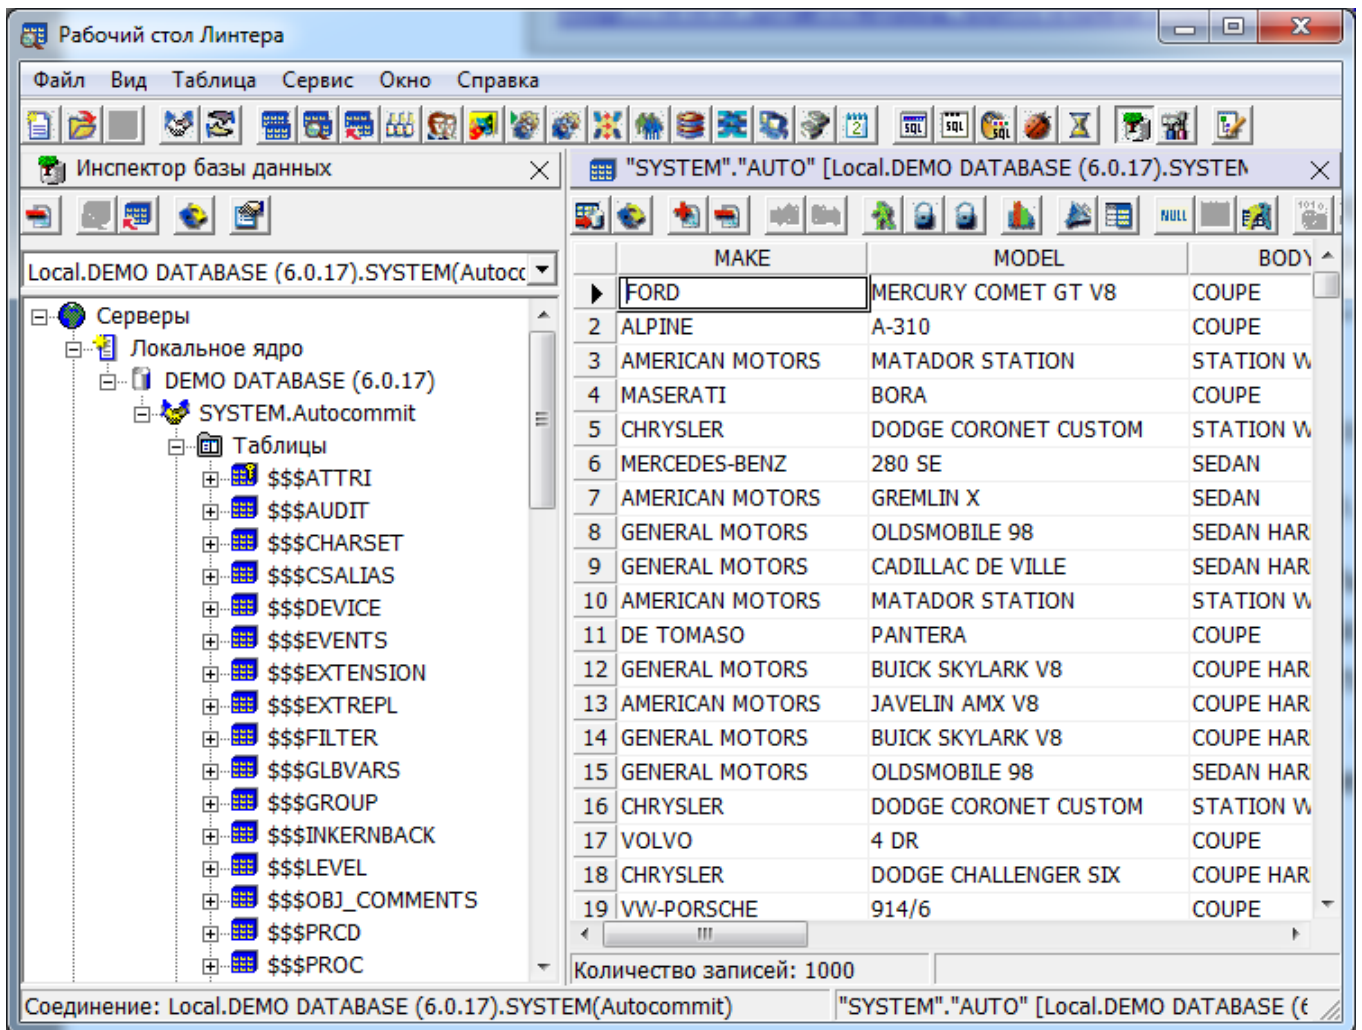 Рабочий стол Линтера
Файл Вид Таблица Сервис Окно Справка
SQL SQL SQL
Инспектор базы данных
"SYSTEM"."AUTO" [Local.DEMO DATABASE (6.0.17).SYSTEM
NULL
Local.DEMO DATABASE (6.0.17).SYSTEM(Autoco
Серверы
Локальное ядро
DEMO DATABASE (6.0.17)
SYSTEM.Autocommit
Таблицы
$$$ATTRI
$$$AUDIT
$$$CHARSET
$$$CSALIAS
$$$DEVICE
$$$EVENTS
$$$EXTENSION
$$$EXTREPL
$$$FILTER
$$$GLBVARS
$$$GROUP
$$$INKERNBACK
$$$LEVEL
$$$OBJ_COMMENTS
$$$PRCD
$$$PROC
MAKE MODEL BODY
FORD MERCURY COMET GT V8 COUPE
2 ALPINE A-310 COUPE
3 AMERICAN MOTORS MATADOR STATION STATION W
4 MASERATI BORA COUPE
5 CHRYSLER DODGE CORONET CUSTOM STATION W
6 MERCEDES-BENZ 280 SE SEDAN
7 AMERICAN MOTORS GREMLIN X SEDAN
8 GENERAL MOTORS OLDSMOBILE 98 SEDAN HAR
9 GENERAL MOTORS CADILLAC DE VILLE SEDAN HAR
10 AMERICAN MOTORS MATADOR STATION STATION W
11 DE TOMASO PANTERA COUPE
12 GENERAL MOTORS BUICK SKYLARK V8 COUPE HAR
13 AMERICAN MOTORS JAVELIN AMX V8 COUPE HAR
14 GENERAL MOTORS BUICK SKYLARK V8 COUPE HAR
15 GENERAL MOTORS OLDSMOBILE 98 SEDAN HAR
16 CHRYSLER DODGE CORONET CUSTOM STATION W
17 VOLVO 4 DR COUPE
18 CHRYSLER DODGE CHALLENGER SIX COUPE HAR
19 VW-PORSCHE 914/6 COUPE
Количество записей: 1000
Соединение: Local.DEMO DATABASE (6.0.17).SYSTEM(Autocommit)
"SYSTEM"."AUTO" [Local.DEMO DATABASE (6